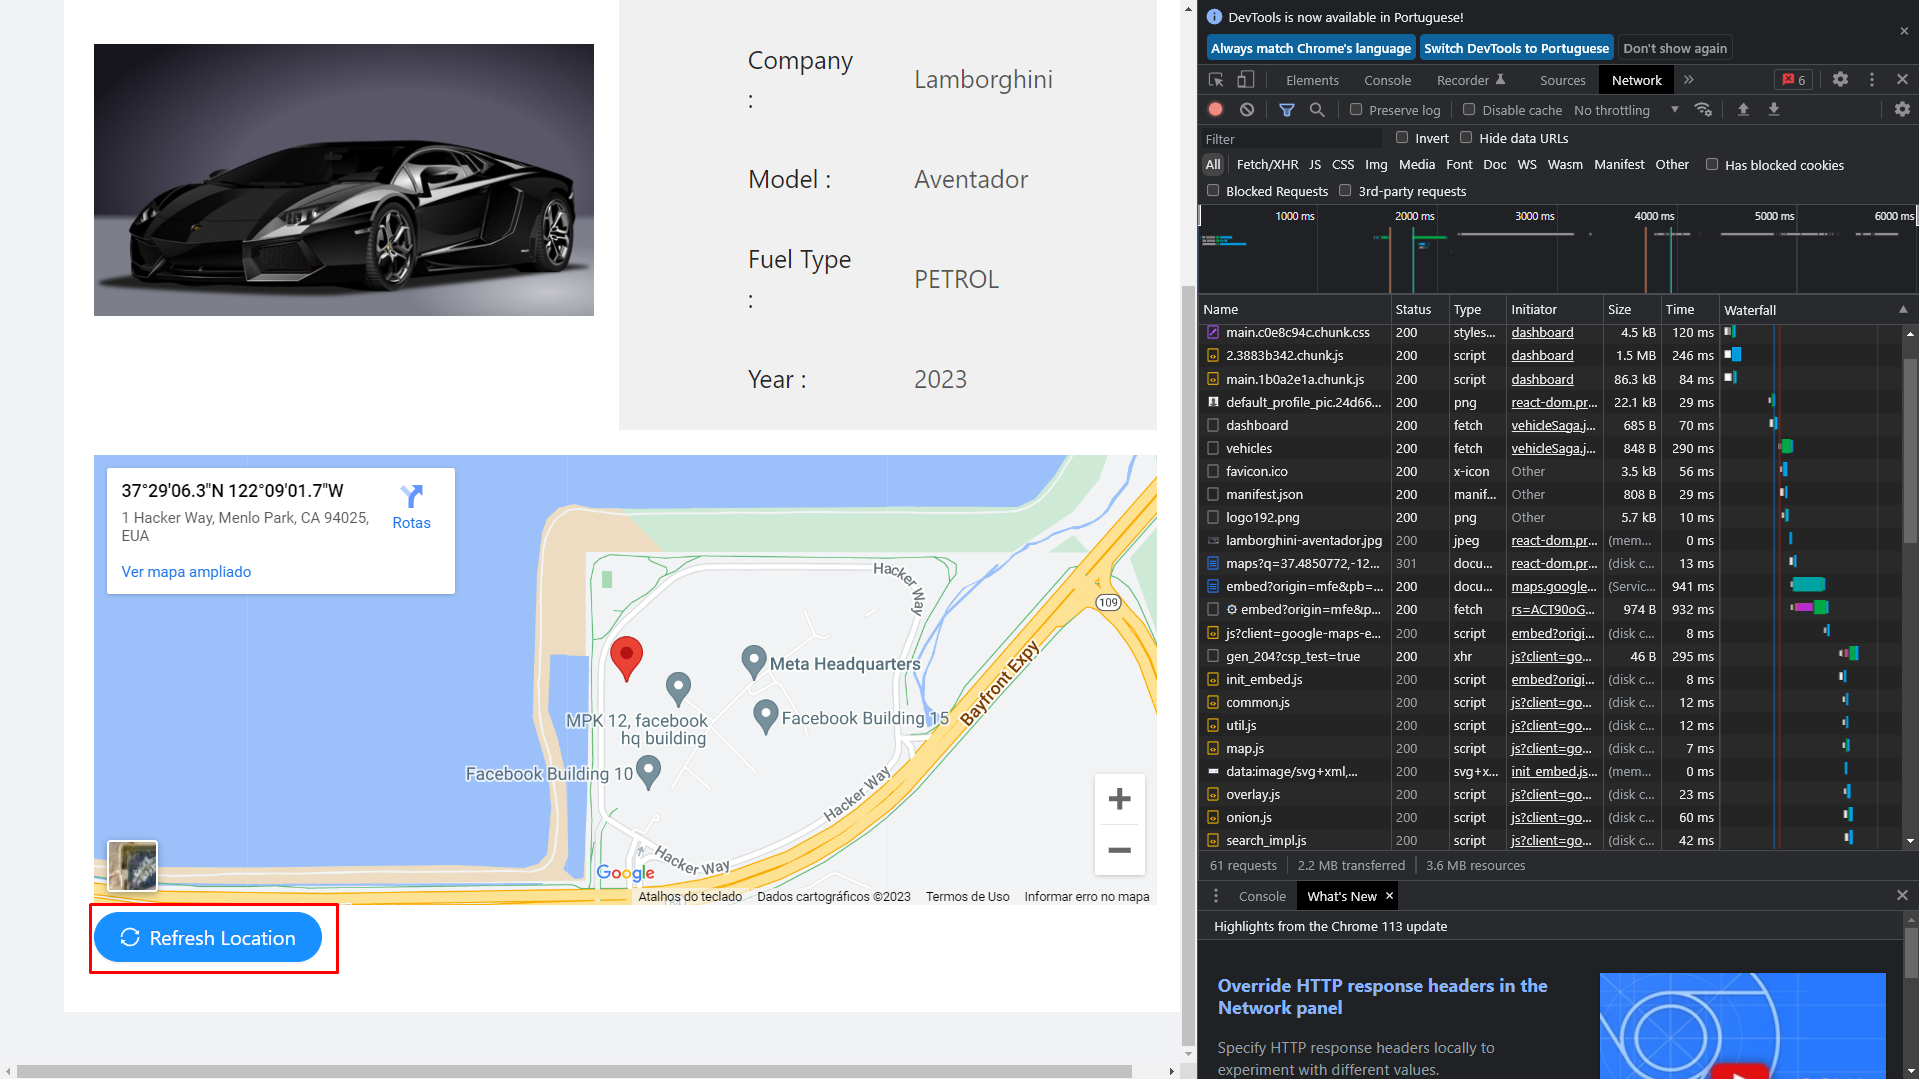 Company
:
Lamborghini
Model :
Aventador
Fuel Type
:
PETROL
Year :
2023
37°29'06.3"N 122°09'01.7"W
1 Hacker Way, Menlo Park, CA 94025,
EUA
Rotas
Ver mapa ampliado
Hacker Way
109
Meta Headquarters
Bayfront Expy
MPK 12, facebook
hq building
Facebook Building 15
Facebook Building 10
Hacker Way
Hacker Way
Google
Atalhos do teclado
Dados cartográficos ©2023
Termos de Uso
Informar erro no mapa
Refresh Location
DevTools is now available in Portuguese!
Always match Chrome's language
Switch DevTools to Portuguese
Don't show again
Elements
Console
Recorder
Sources
Network
6
Preserve log
Disable cache
No throttling
Filter
Invert
Hide data URLs
All
Fetch/XHR
JS
CSS
Img
Media
Font
Doc
WS
Wasm
Manifest
Other
Has blocked cookies
Blocked Requests
3rd-party requests
1000 ms
2000 ms
3000 ms
4000 ms
5000 ms
6000 ms
Name Status Type Initiator Size Time Waterfall
main.c0e8c94c.chunk.css 200 styles... dashboard 4.5 kB 120 ms
2.3883b342.chunk.js 200 script dashboard 1.5 MB 246 ms
main.1b0a2e1a.chunk.js 200 script dashboard 86.3 kB 84 ms
default_profile_pic.24d66... 200 png react-dom.pr... 22.1 kB 29 ms
dashboard 200 fetch vehicleSaga.j... 685 B 70 ms
vehicles 200 fetch vehicleSaga.j... 848 B 290 ms
favicon.ico 200 x-icon Other 3.5 kB 56 ms
manifest.json 200 manif... Other 808 B 29 ms
logo192.png 200 png Other 5.7 kB 10 ms
lamborghini-aventador.jpg 200 jpeg react-dom.pr... (mem... 0 ms
maps?q=37.4850772,-12... 301 docu... react-dom.pr... (disk c... 13 ms
embed?origin=mfe&pb=... 200 docu... maps.google... (Servic... 941 ms
embed?origin=mfe&p... 200 fetch rs=ACT90oG... 974 B 932 ms
js?client=google-maps-e... 200 script embed?origi... (disk c... 8 ms
gen_204?csp_test=true 200 xhr js?client=go... 46 B 295 ms
init_embed.js 200 script embed?origi... (disk c... 8 ms
common.js 200 script js?client=go... (disk c... 12 ms
util.js 200 script js?client=go... (disk c... 12 ms
map.js 200 script js?client=go... (disk c... 7 ms
data:image/svg+xml,... 200 svg+x... init_embed.js... (mem... 0 ms
overlay.js 200 script js?client=go... (disk c... 23 ms
onion.js 200 script js?client=go... (disk c... 60 ms
search_impl.js 200 script js?client=go... (disk c... 42 ms
61 requests
2.2 MB transferred
3.6 MB resources
Console
What's New
Highlights from the Chrome 113 update
Override HTTP response headers in the
Network panel
Specify HTTP response headers locally to
experiment with different values.